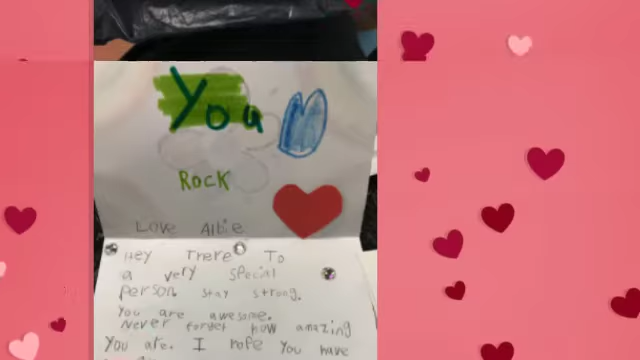 You
ROCK
Love Albie
Hey There To
a very special
person. stay strong.
You are awesome.
Never forget how amazing
You are. I hope You have